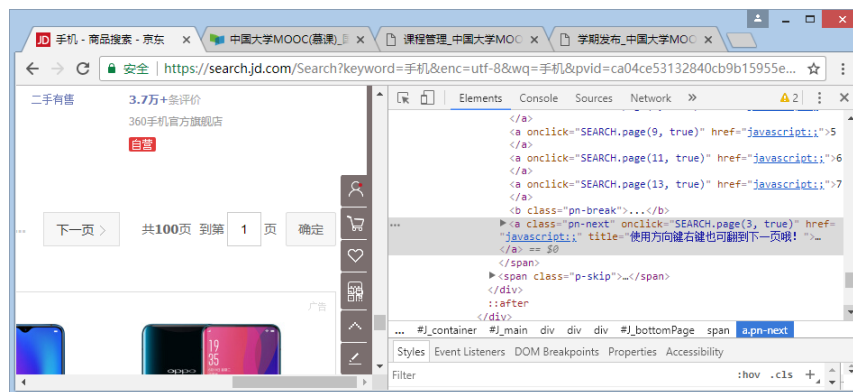 JD 手机 - 商品搜索 - 京东
中国大学MOOC(慕课)_
课程管理_中国大学MOO
学期发布_中国大学MOO
安全 https://search.jd.com/Search?keyword=手机&enc=utf-8&wq=手机&pvid=ca04ce53132840cb9b15955e...
二手有售 3.7万+条评价
360手机官方旗舰店
自营
... 下一页 > 共100页 到第 1 页 确定
广告
19
35
oppo
Elements Console Sources Network » 2
</a>
<a onclick="SEARCH.page(9, true)" href="javascript:;">5
</a>
<a onclick="SEARCH.page(11, true)" href="javascript:;">6
</a>
<a onclick="SEARCH.page(13, true)" href="javascript:;">7
</a>
<b class="pn-break">...</b>
... ▶<a class="pn-next" onclick="SEARCH.page(3, true)" href=
"javascript:;" title="使用方向键右键也可翻到下一页哦! ">…
</a> == $0
</span>
▶<span class="p-skip">…</span>
</div>
::after
</div>
... #J_container #J_main div div div #J_bottomPage span a.pn-next
Styles Event Listeners DOM Breakpoints Properties Accessibility
Filter :hov .cls +